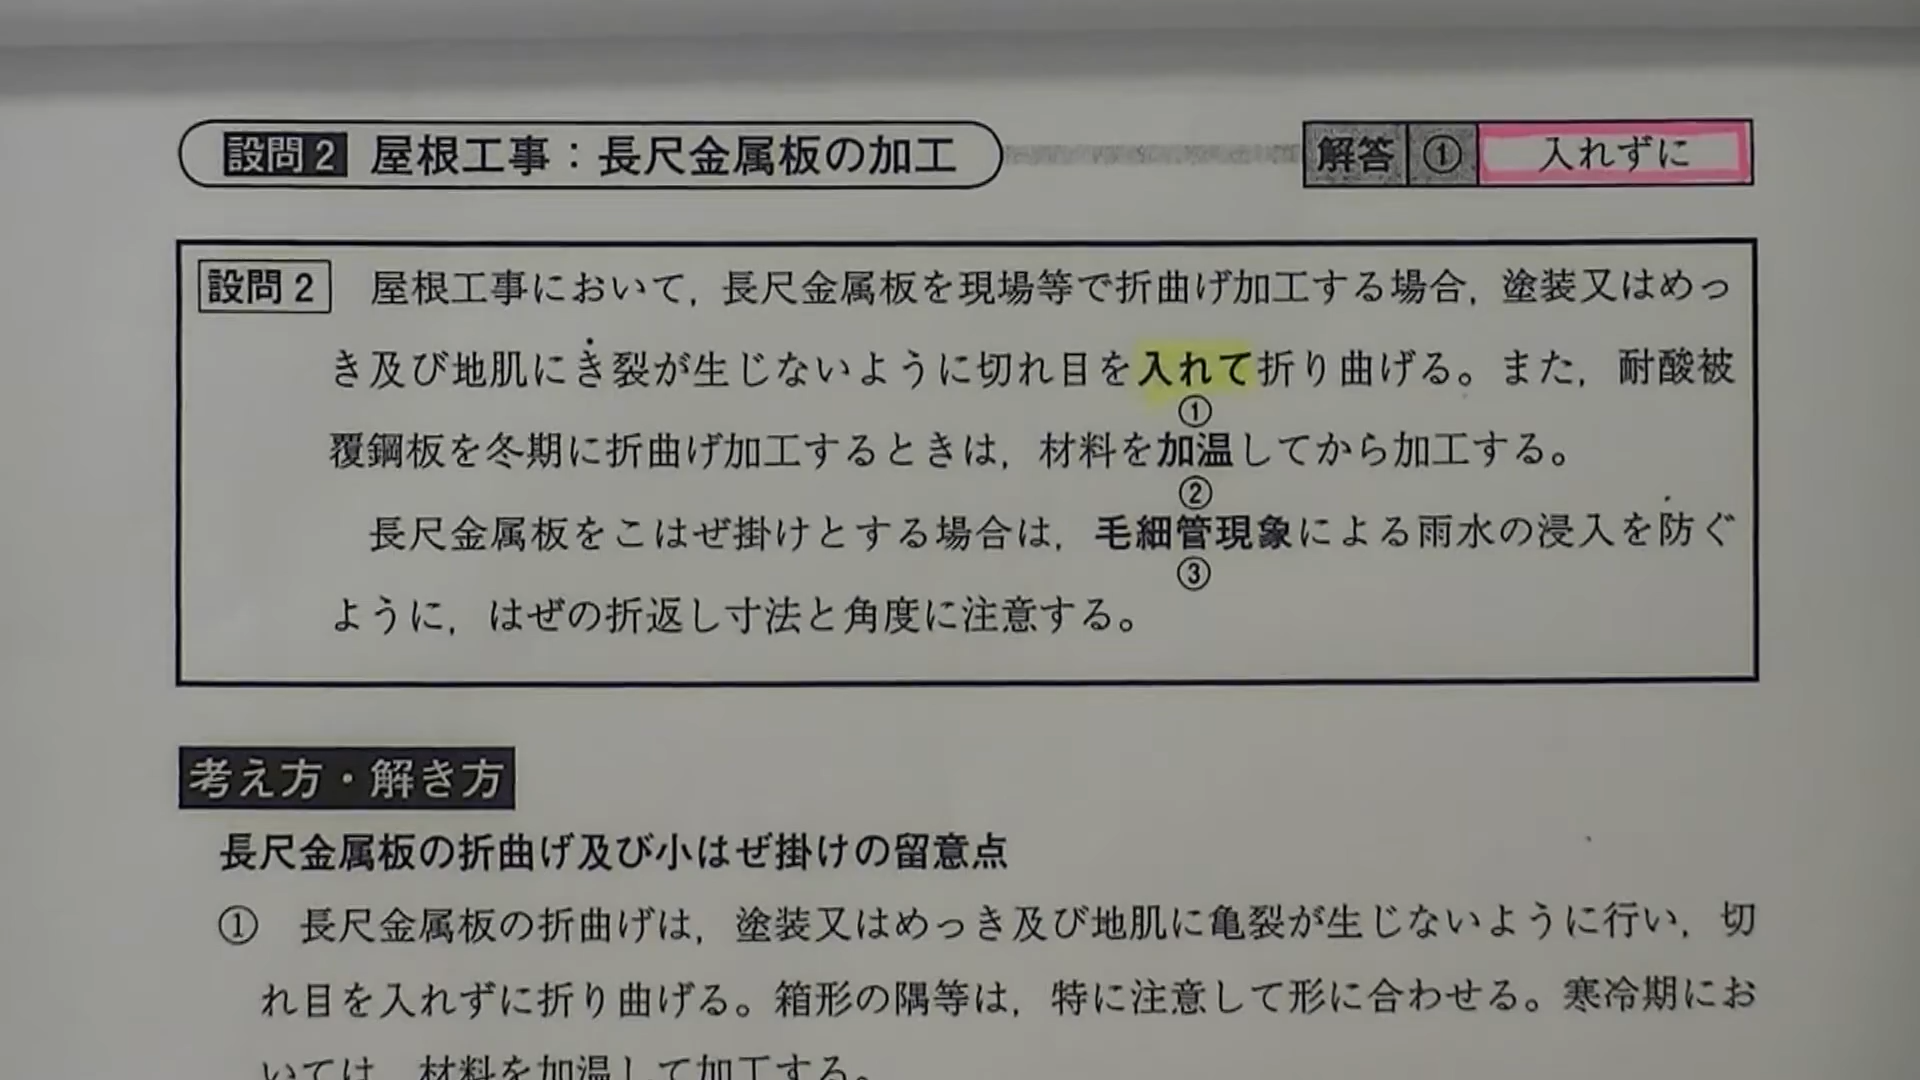 設問2 屋根工事：長尺金属板の加工 解答 ① 入れずに
設問2 屋根工事において，長尺金属板を現場等で折曲げ加工する場合，塗装又はめっ
き及び地肌にき裂が生じないように切れ目を入れて折り曲げる。また，耐酸被
①
覆鋼板を冬期に折曲げ加工するときは，材料を加温してから加工する。
②
長尺金属板をこはぜ掛けとする場合は，毛細管現象による雨水の浸入を防ぐ
③
ように，はぜの折返し寸法と角度に注意する。
考え方・解き方
長尺金属板の折曲げ及び小はぜ掛けの留意点
① 長尺金属板の折曲げは，塗装又はめっき及び地肌に亀裂が生じないように行い，切
れ目を入れずに折り曲げる。箱形の隅等は，特に注意して形に合わせる。寒冷期にお
いては，材料を加温して加工する。